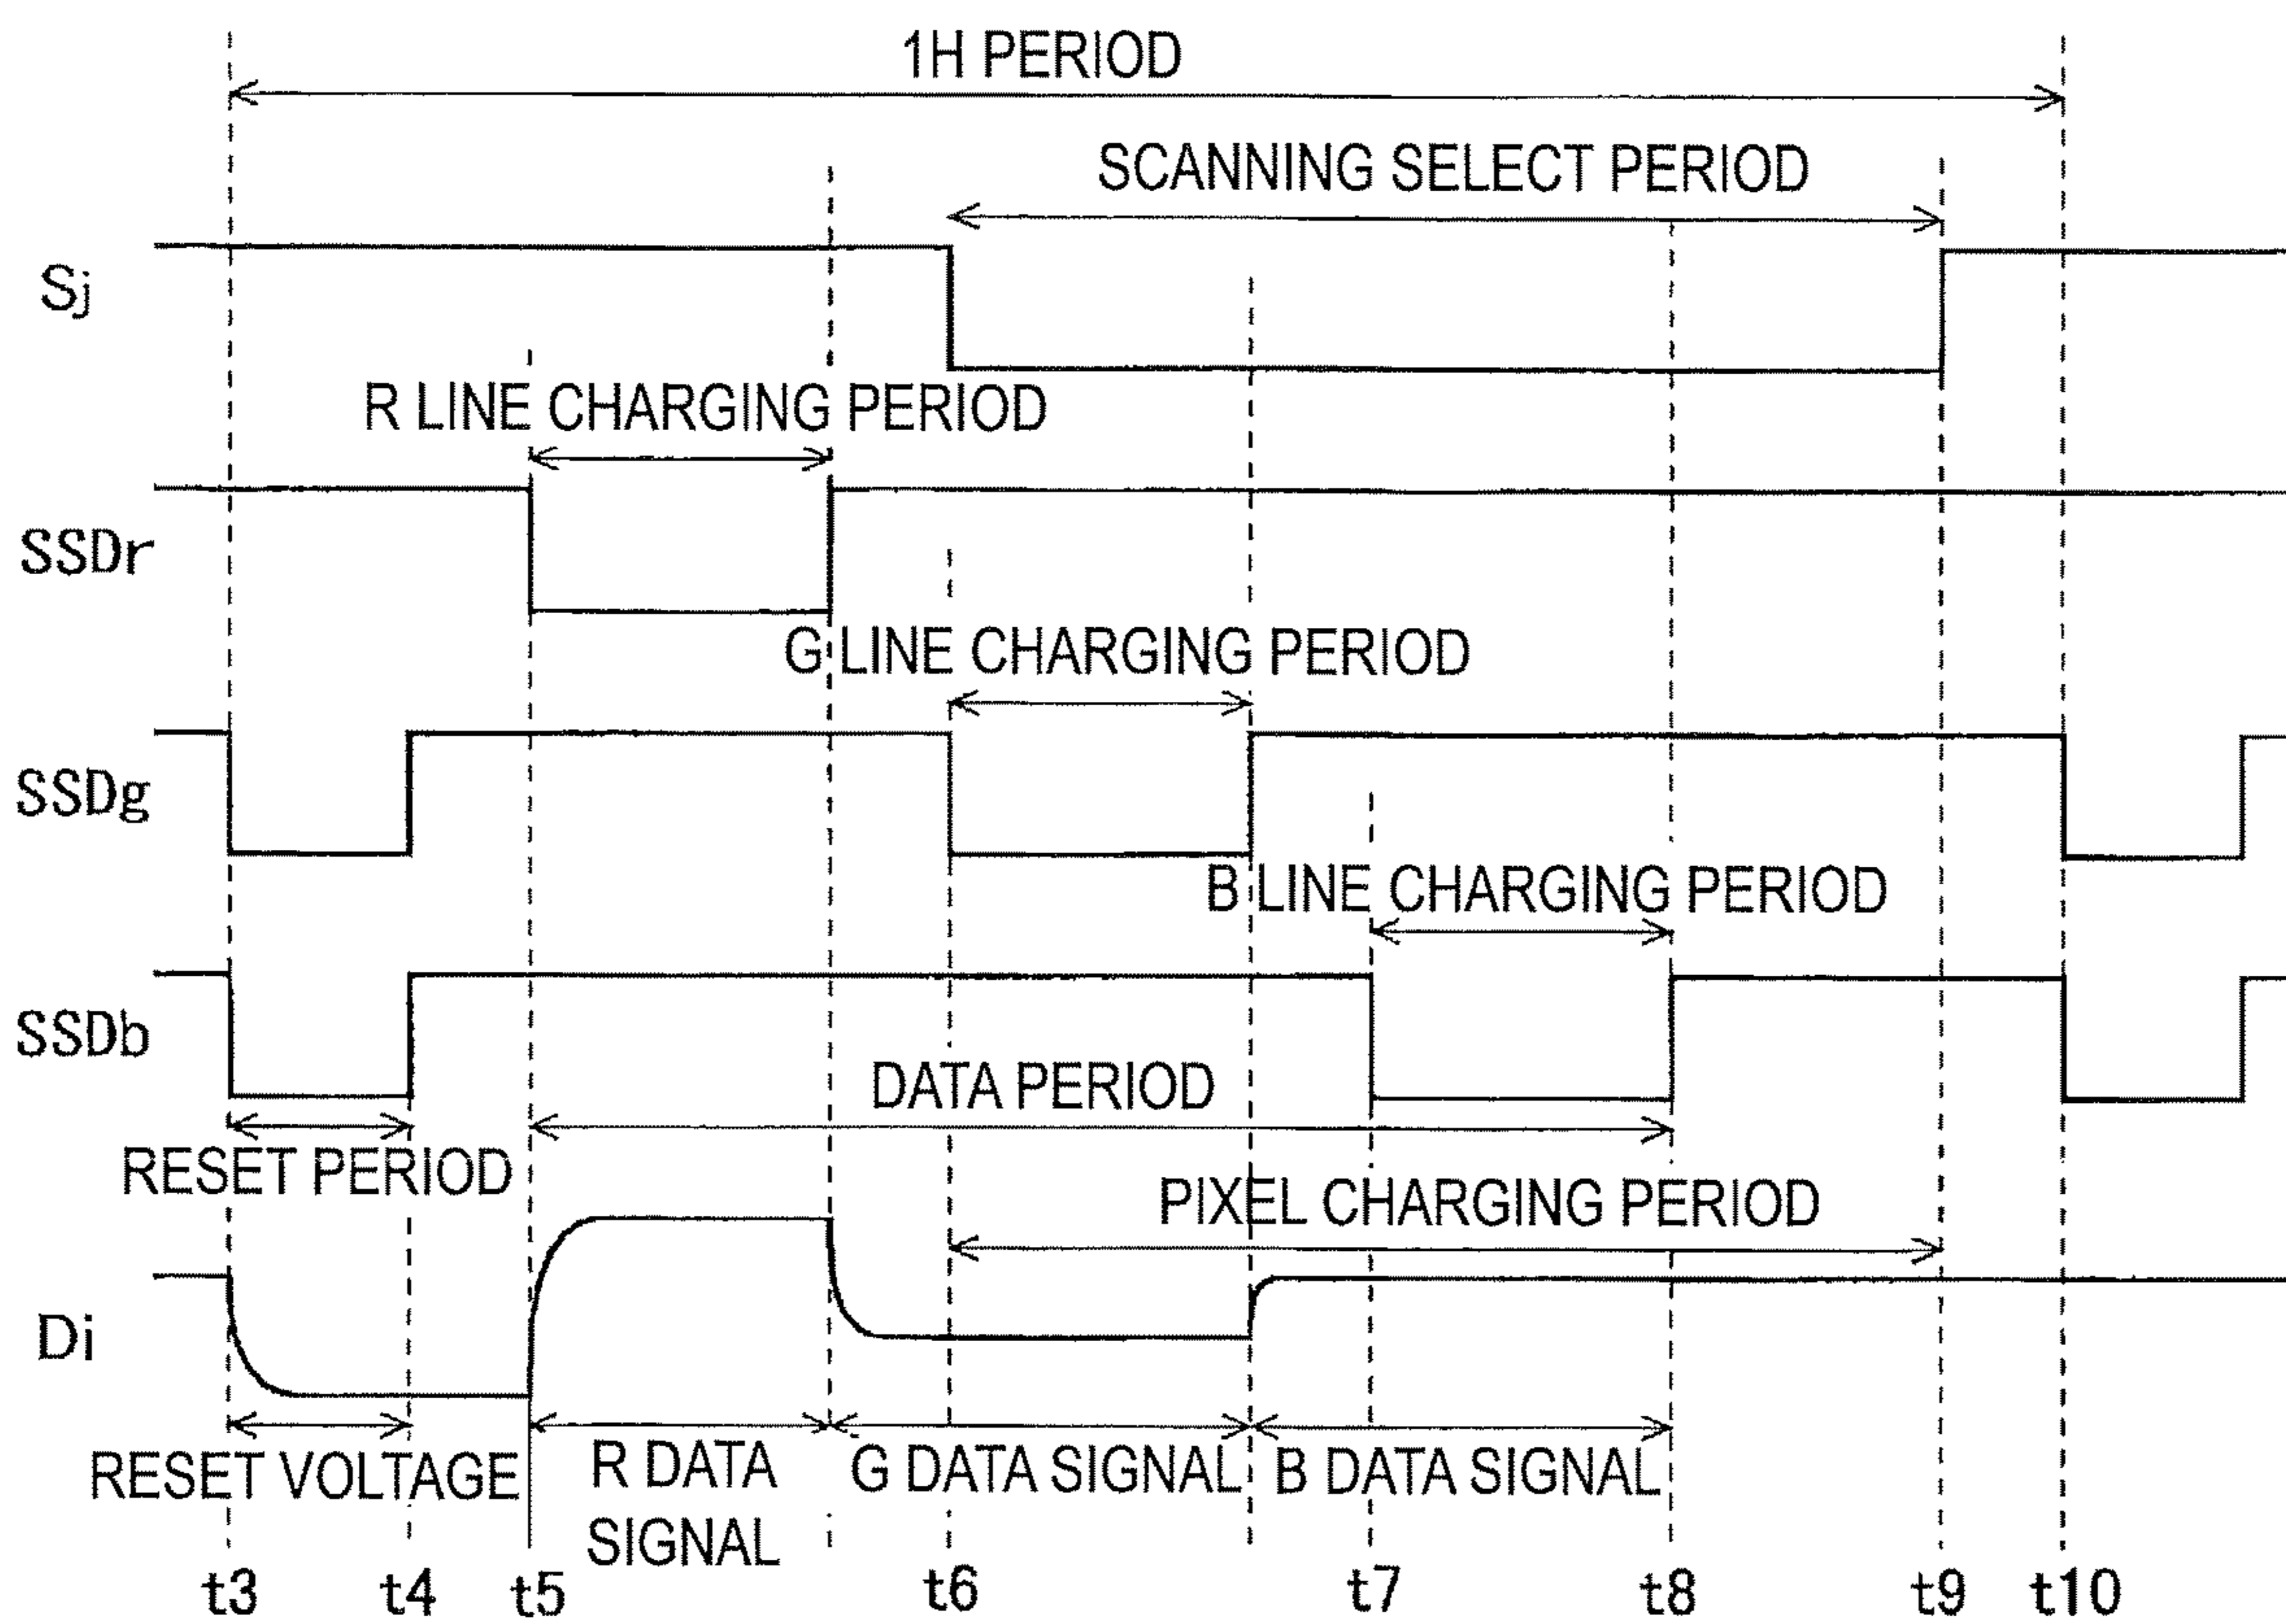 1H PERIOD
SCANNING SELECT PERIOD
Sj
R LINE CHARGING PERIOD
SSDr
G LINE CHARGING PERIOD
SSDg
B LINE CHARGING PERIOD
SSDb
DATA PERIOD
RESET PERIOD
PIXEL CHARGING PERIOD
Di
RESET VOLTAGE
R DATA
SIGNAL
G DATA SIGNAL
B DATA SIGNAL
t3 t4 t5 t6 t7 t8 t9 t10